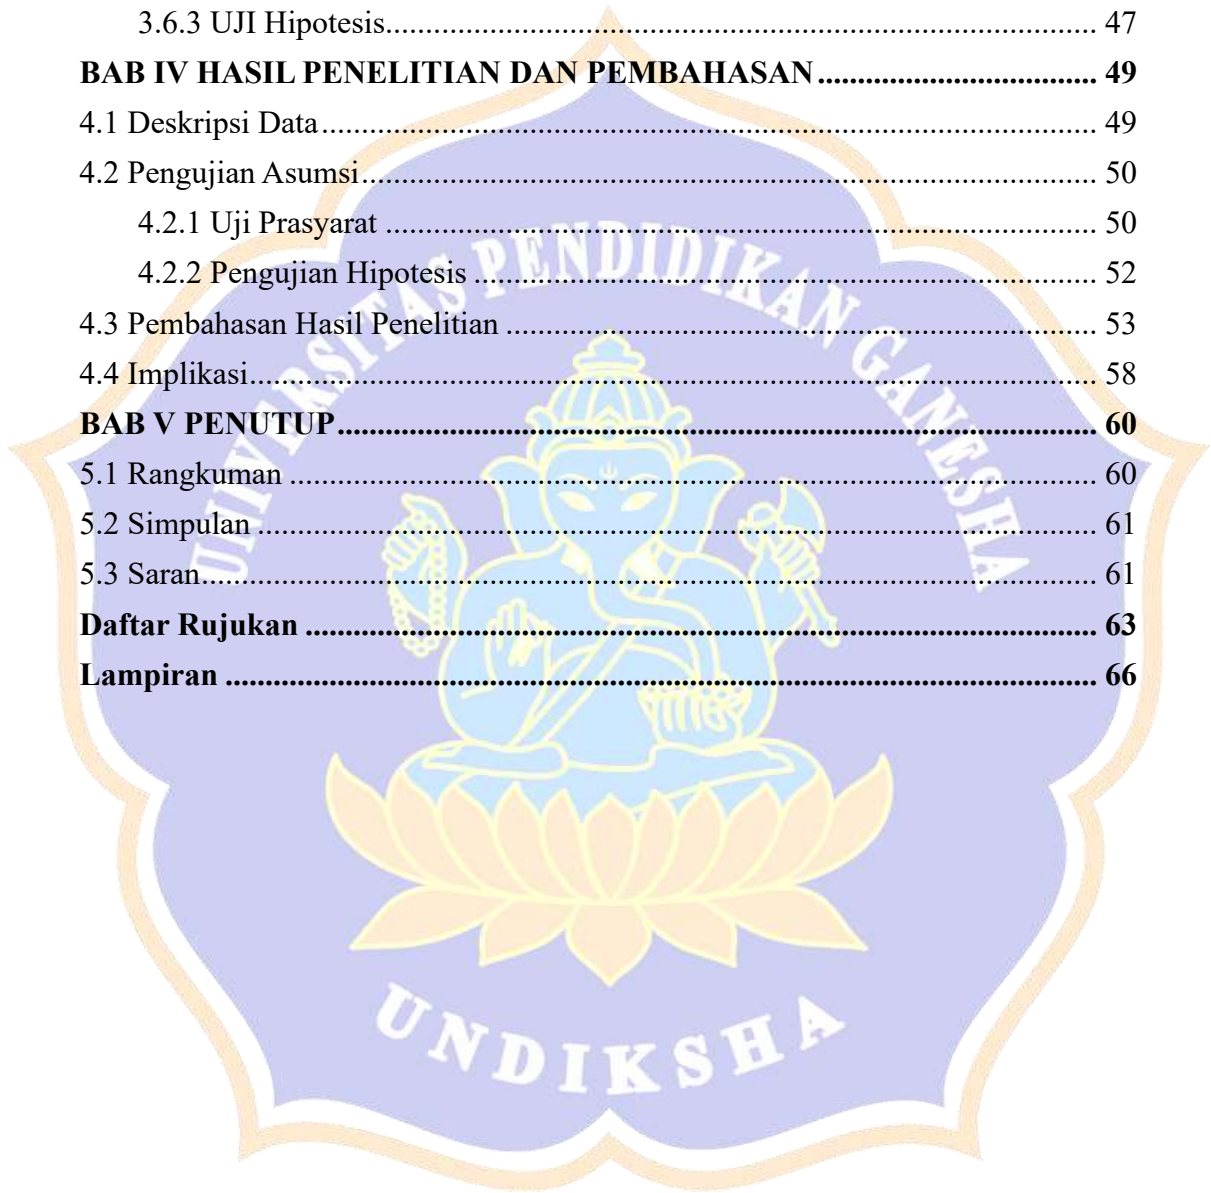 3.6.3 UJI Hipotesis.......................................................................................... 47
BAB IV HASIL PENELITIAN DAN PEMBAHASAN................................... 49
4.1 Deskripsi Data.................................................................................................. 49
4.2 Pengujian Asumsi............................................................................................. 50
4.2.1 Uji Prasyarat ........................................................................................... 50
4.2.2 Pengujian Hipotesis ................................................................................ 52
4.3 Pembahasan Hasil Penelitian ........................................................................... 53
4.4 Implikasi.......................................................................................................... 58
BAB V PENUTUP............................................................................................... 60
5.1 Rangkuman ...................................................................................................... 60
5.2 Simpulan .......................................................................................................... 61
5.3 Saran................................................................................................................. 61
Daftar Rujukan ................................................................................................... 63
Lampiran ............................................................................................................. 66
UNIVERSITAS PENDIDIKAN GANESHA
UNDIKSHA